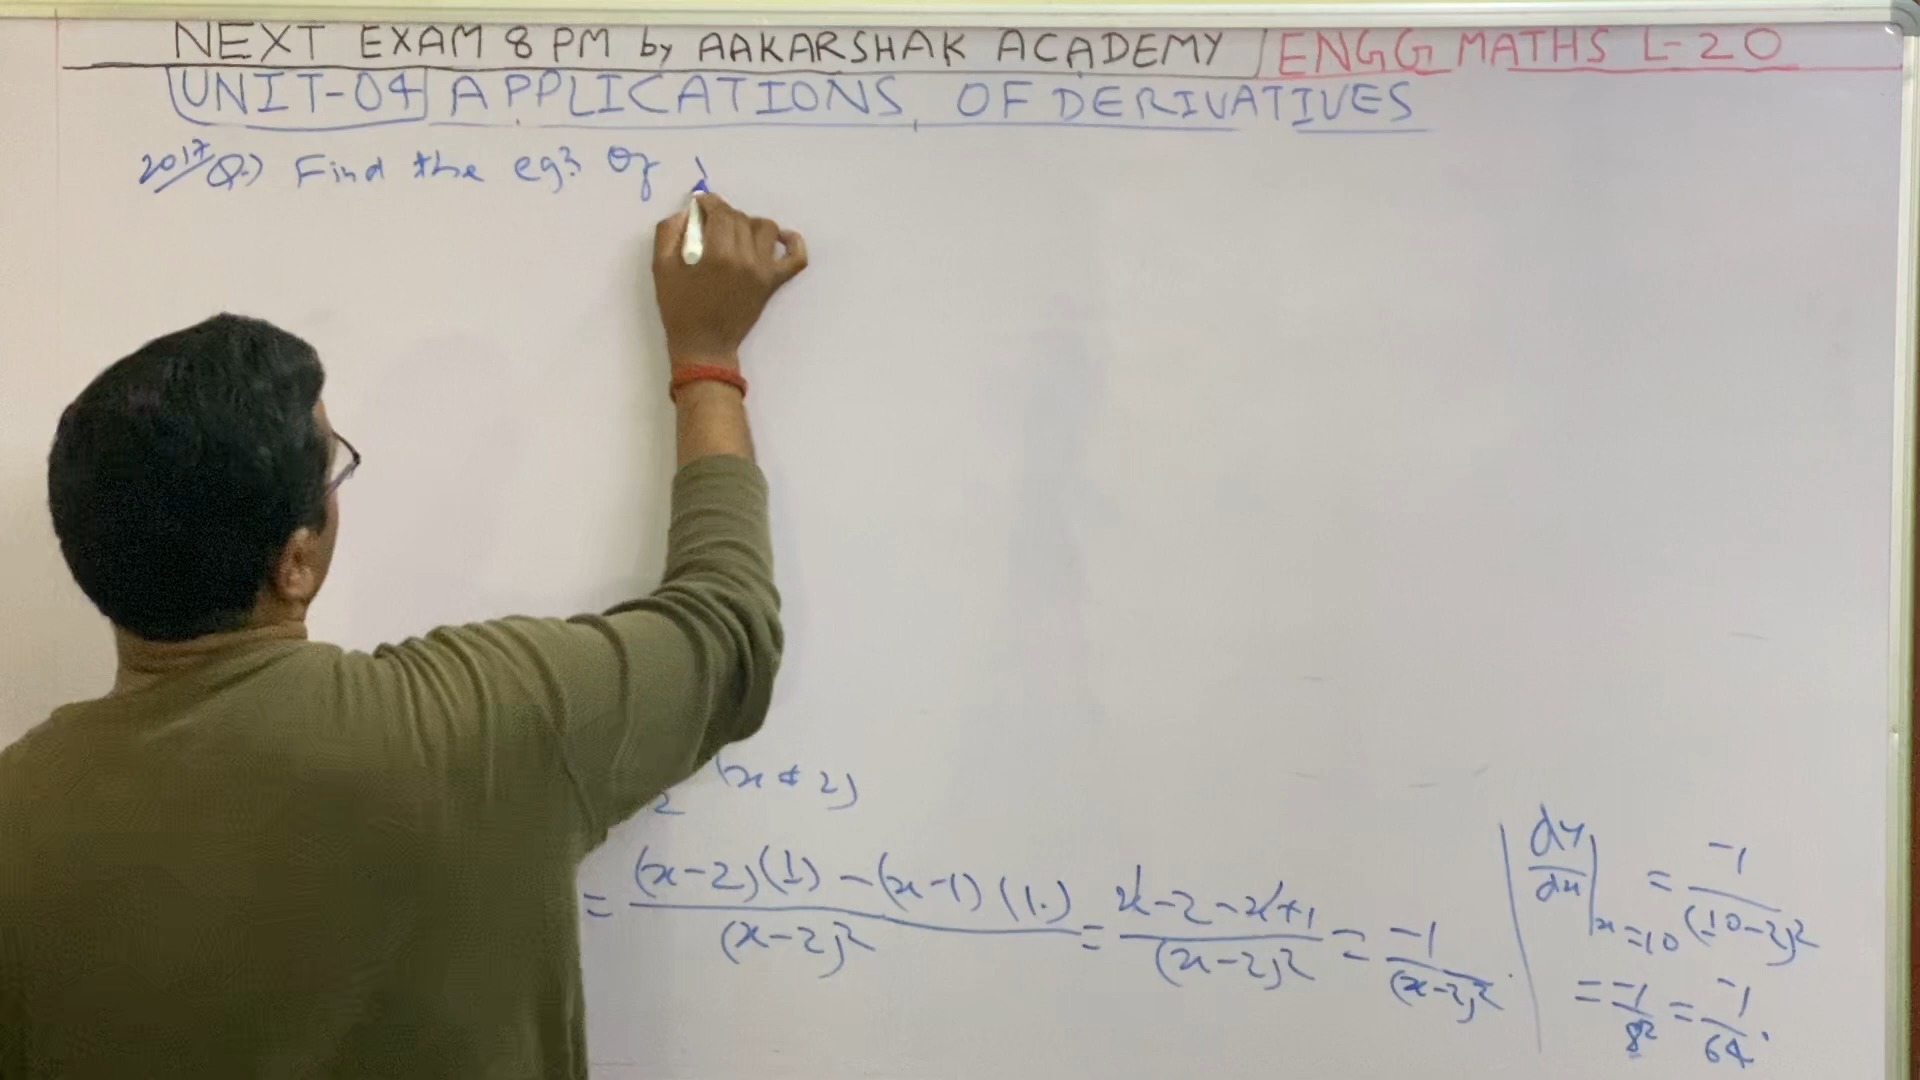 NEXT EXAM 8 PM by AAKARSHAK ACADEMY ENGG MATHS L-20
UNIT-04 APPLICATIONS OF DERIVATIVES
2017 Q.) Find the eqn Of
2 (x ≠ 2)
= (x-2)(1) - (x-1)(1.) / (x-2)² = x-2-x+1 / (x-2)² = -1 / (x-2)²
dy/dx | x=10 = -1 / (10-2)²
= -1/8² = -1/64.